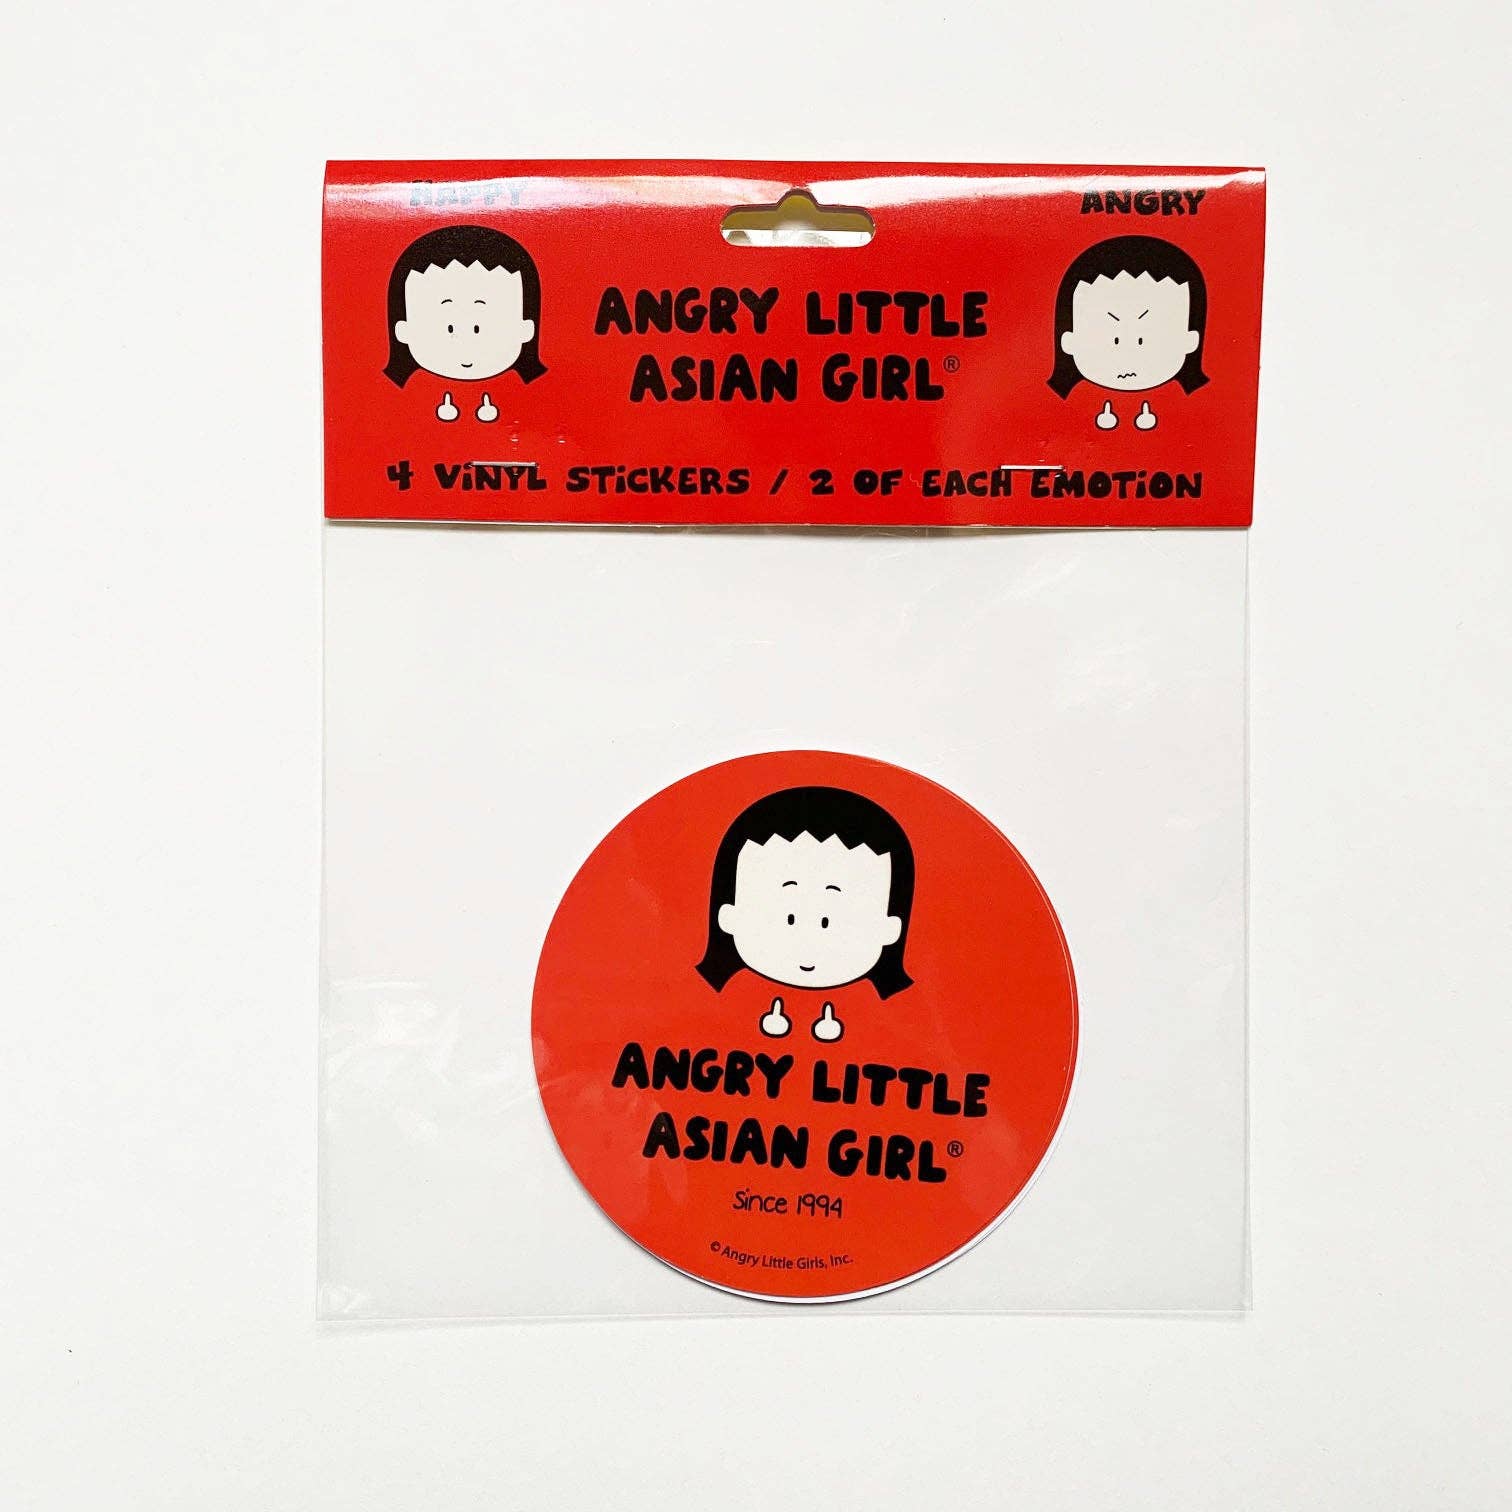 HAPPY
ANGRY
ANGRY LITTLE
ASIAN GIRL®
4 ViNYL STiCKERS / 2 OF EACH EMOTiON
ANGRY LITTLE
ASIAN GIRL®
Since 1994
© Angry Little Girls, Inc.